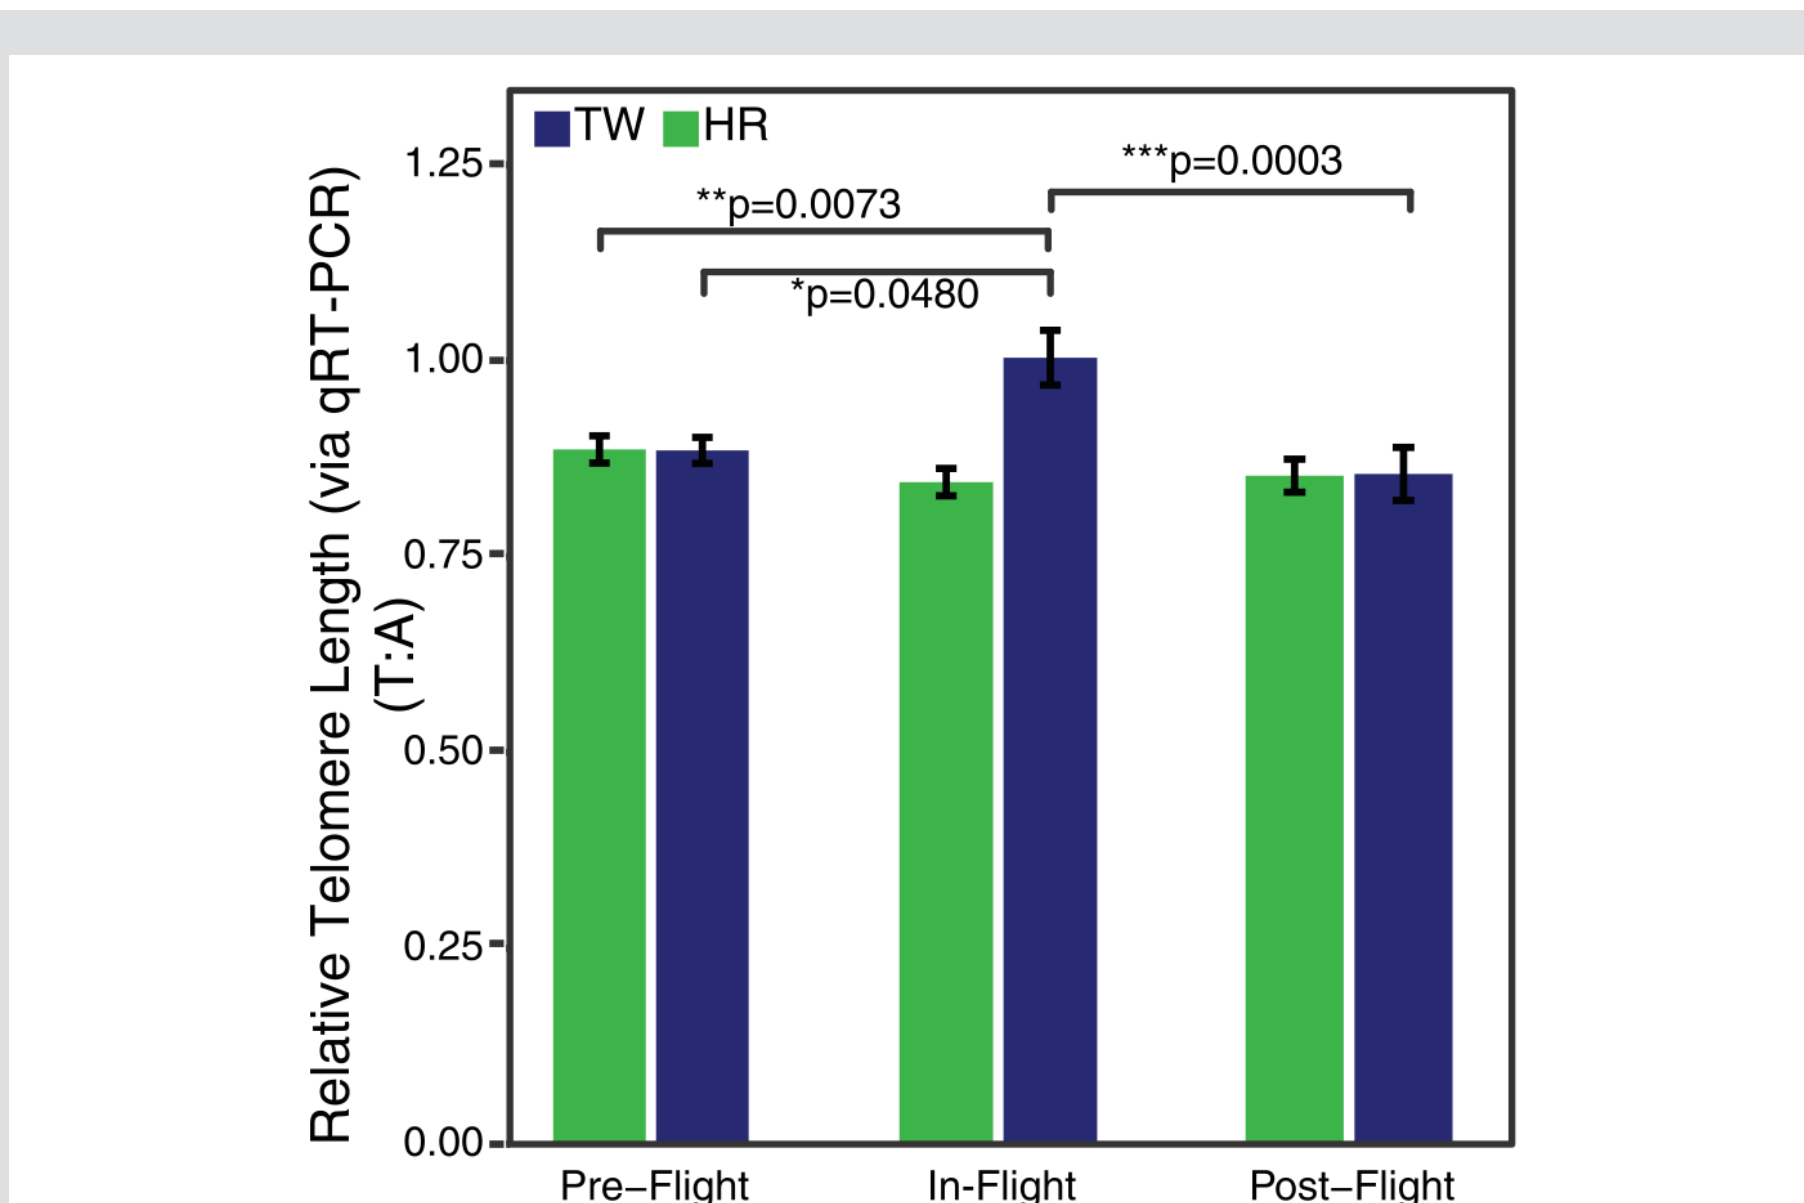 TW HR
***p=0.0003
**p=0.0073
*p=0.0480
Relative Telomere Length (via qRT-PCR)
(T:A)
1.25
1.00
0.75
0.50
0.25
0.00
Pre–Flight In-Flight Post–Flight